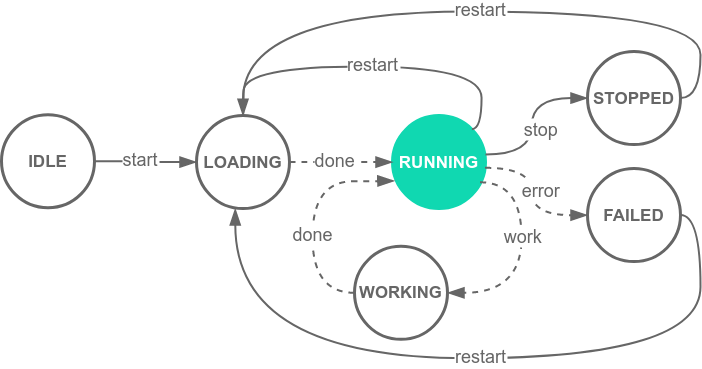 restart
restart
STOPPED
stop
IDLE
start
LOADING
done
RUNNING
error
FAILED
done
work
WORKING
restart